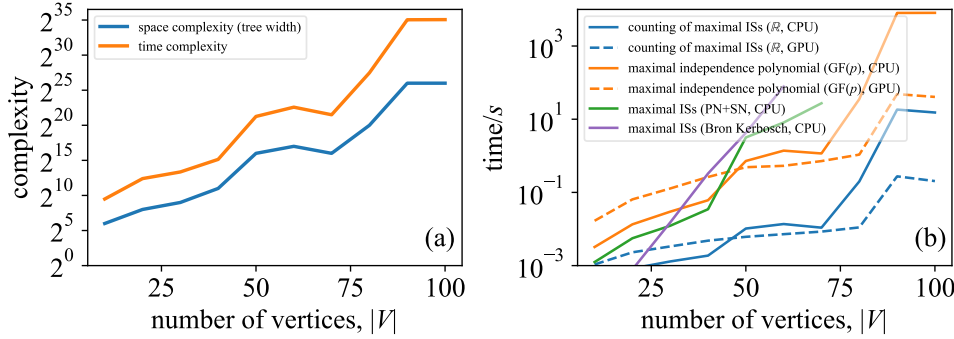 2^35
2^30
2^25
2^20
2^15
2^10
2^5
2^0
complexity
space complexity (tree width)
time complexity
(a)
25
50
75
100
number of vertices, |V|
10^3
10^1
10^−1
10^−3
time/s
counting of maximal ISs (ℝ, CPU)
counting of maximal ISs (ℝ, GPU)
maximal independence polynomial (GF(p), CPU)
maximal independence polynomial (GF(p), GPU)
maximal ISs (PN+SN, CPU)
maximal ISs (Bron Kerbosch, CPU)
(b)
25
50
75
100
number of vertices, |V|